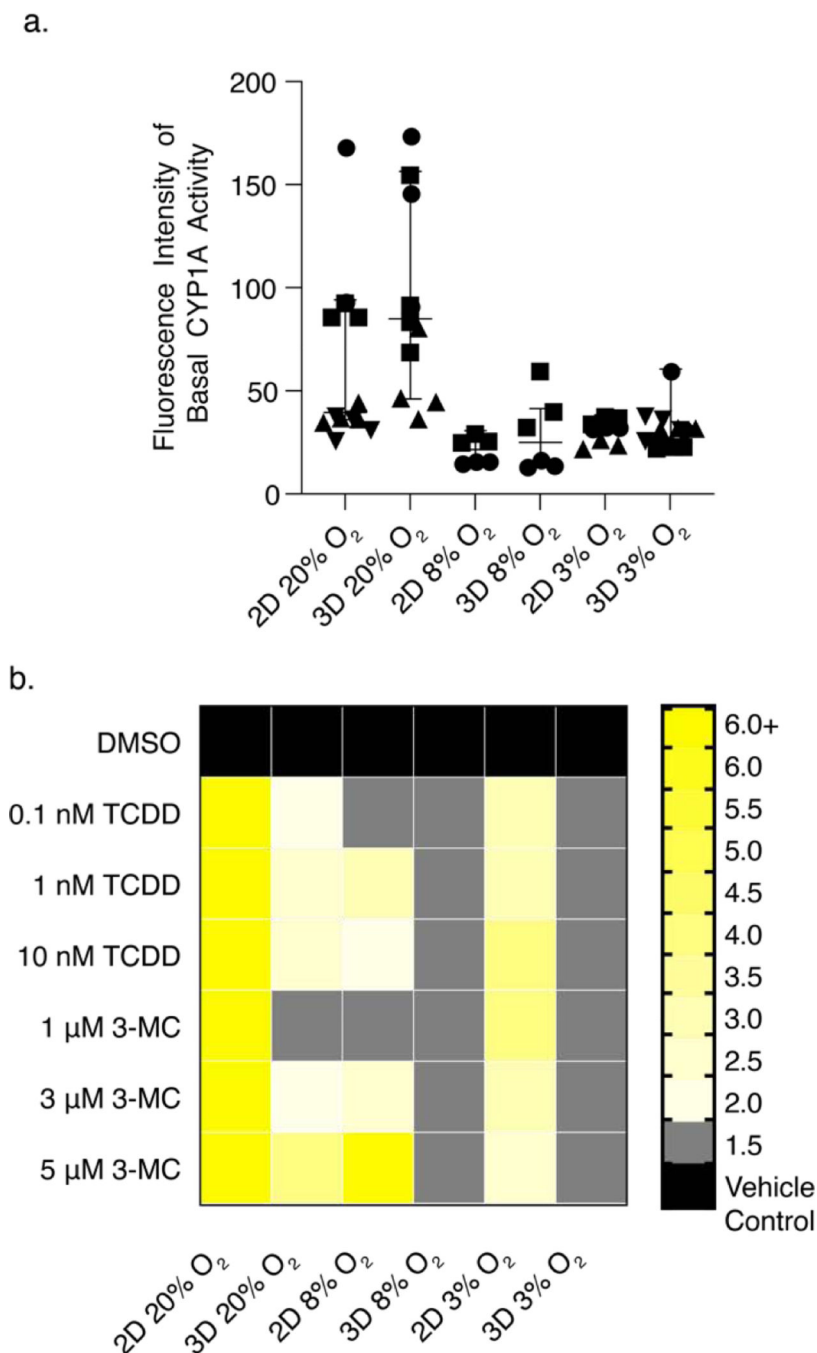 a.
200
150
100
50
0
Fluorescence Intensity of
Basal CYP1A Activity
2D 20% O₂
3D 20% O₂
2D 8% O₂
3D 8% O₂
2D 3% O₂
3D 3% O₂
b.
DMSO
0.1 nM TCDD
1 nM TCDD
10 nM TCDD
1 µM 3-MC
3 µM 3-MC
5 µM 3-MC
6.0+
6.0
5.5
5.0
4.5
4.0
3.5
3.0
2.5
2.0
1.5
Vehicle
Control
2D 20% O₂
3D 20% O₂
2D 8% O₂
3D 8% O₂
2D 3% O₂
3D 3% O₂